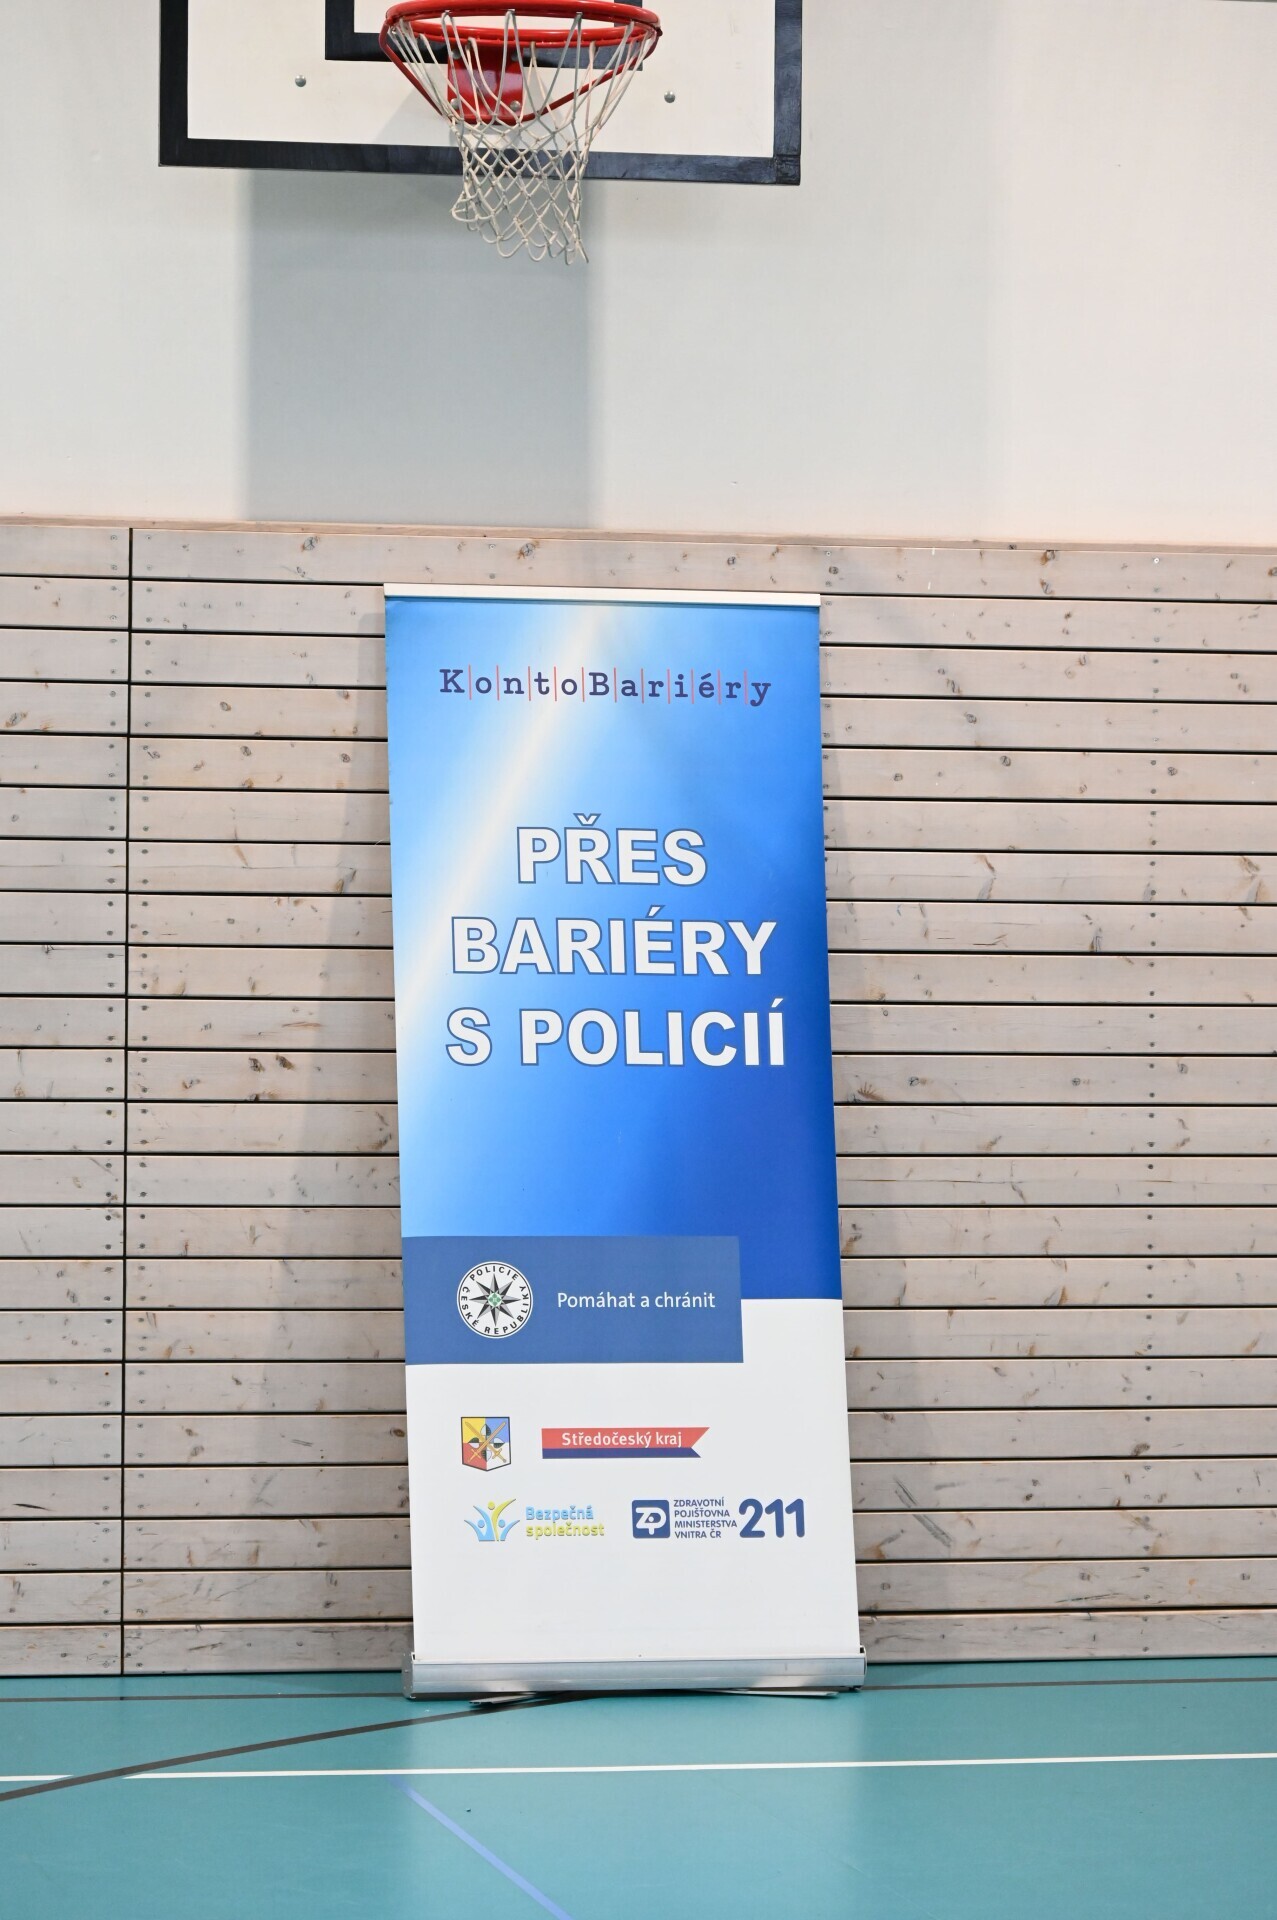 KontoBariéry
PŘES
BARIÉRY
S POLICIÍ
POLICIE
ČESKÉ REPUBLIKY
Pomáhat a chránit
Středočeský kraj
Bezpečná
společnost
ZP
ZDRAVOTNÍ
POJIŠŤOVNA
MINISTERSTVA
VNITRA ČR
211